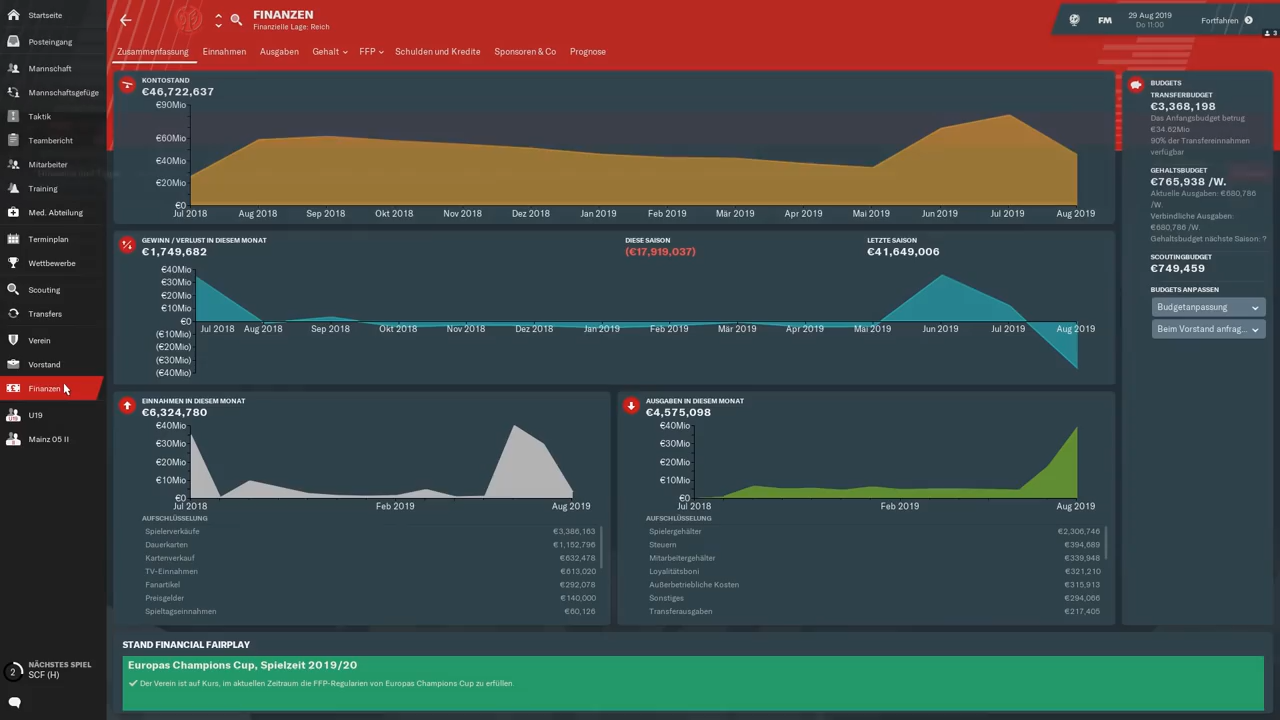 Startseite
Posteingang
Mannschaft
Mannschaftsgefüge
Taktik
Teambericht
Mitarbeiter
Training
Med. Abteilung
Terminplan
Wettbewerbe
Scouting
Transfers
Verein
Vorstand
Finanzen
U19
Mainz 05 II
NÄCHSTES SPIEL
SCF (H)
2
FINANZEN
Finanzielle Lage: Reich
FM
29 Aug 2019
Do 11:00
Fortfahren
3
Zusammenfassung
Einnahmen
Ausgaben
Gehalt
FFP
Schulden und Kredite
Sponsoren & Co
Prognose
KONTOSTAND
€46,722,637
€90Mio
€60Mio
€40Mio
€20Mio
€0
Jul 2018 Aug 2018 Sep 2018 Okt 2018 Nov 2018 Dez 2018 Jan 2019 Feb 2019 Mär 2019 Apr 2019 Mai 2019 Jun 2019 Jul 2019 Aug 2019
GEWINN / VERLUST IN DIESEM MONAT
€1,749,682
DIESE SAISON
(€17,919,037)
LETZTE SAISON
€41,649,006
€40Mio
€30Mio
€20Mio
€10Mio
€0
(€10Mio)
(€20Mio)
(€30Mio)
(€40Mio)
Jul 2018 Aug 2018 Sep 2018 Okt 2018 Nov 2018 Dez 2018 Jan 2019 Feb 2019 Mär 2019 Apr 2019 Mai 2019 Jun 2019 Jul 2019 Aug 2019
EINNAHMEN IN DIESEM MONAT
€6,324,780
€40Mio
€30Mio
€20Mio
€10Mio
€0
Jul 2018 Feb 2019 Aug 2019
AUFSCHLÜSSELUNG
Spielerverkäufe €3,386,163
Dauerkarten €1,152,796
Kartenverkauf €632,478
TV-Einnahmen €613,020
Fanartikel €292,078
Preisgelder €140,000
Spieltagseinnahmen €60,126
AUSGABEN IN DIESEM MONAT
€4,575,098
€40Mio
€30Mio
€20Mio
€10Mio
€0
Jul 2018 Feb 2019 Aug 2019
AUFSCHLÜSSELUNG
Spielergehälter €2,306,746
Steuern €394,689
Mitarbeitergehälter €339,948
Loyalitätsboni €321,210
Außerbetriebliche Kosten €315,913
Sonstiges €294,066
Transferausgaben €217,405
BUDGETS
TRANSFERBUDGET
€3,368,198
Das Anfangsbudget betrug
€34.62Mio
90% der Transfereinnahmen
verfügbar
GEHALTSBUDGET
€765,938 /W.
Aktuelle Ausgaben: €680,786
/W.
Verbindliche Ausgaben:
€680,786 /W.
Gehaltsbudget nächste Saison: ?
SCOUTINGBUDGET
€749,459
BUDGETS ANPASSEN
Budgetanpassung
Beim Vorstand anfrag...
STAND FINANCIAL FAIRPLAY
Europas Champions Cup, Spielzeit 2019/20
Der Verein ist auf Kurs, im aktuellen Zeitraum die FFP-Regularien von Europas Champions Cup zu erfüllen